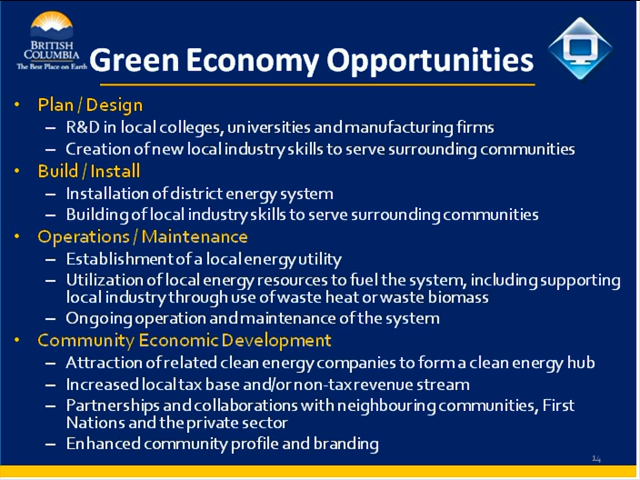 BRITISH
COLUMBIA
The Best Place on Earth
Green Economy Opportunities
• Plan / Design
– R&D in local colleges, universities and manufacturing firms
– Creation of new local industry skills to serve surrounding communities
• Build / Install
– Installation of district energy system
– Building of local industry skills to serve surrounding communities
• Operations / Maintenance
– Establishment of a local energy utility
– Utilization of local energy resources to fuel the system, including supporting
local industry through use of waste heat or waste biomass
– Ongoing operation and maintenance of the system
• Community Economic Development
– Attraction of related clean energy companies to form a clean energy hub
– Increased local tax base and/or non-tax revenue stream
– Partnerships and collaborations with neighbouring communities, First
Nations and the private sector
– Enhanced community profile and branding
14